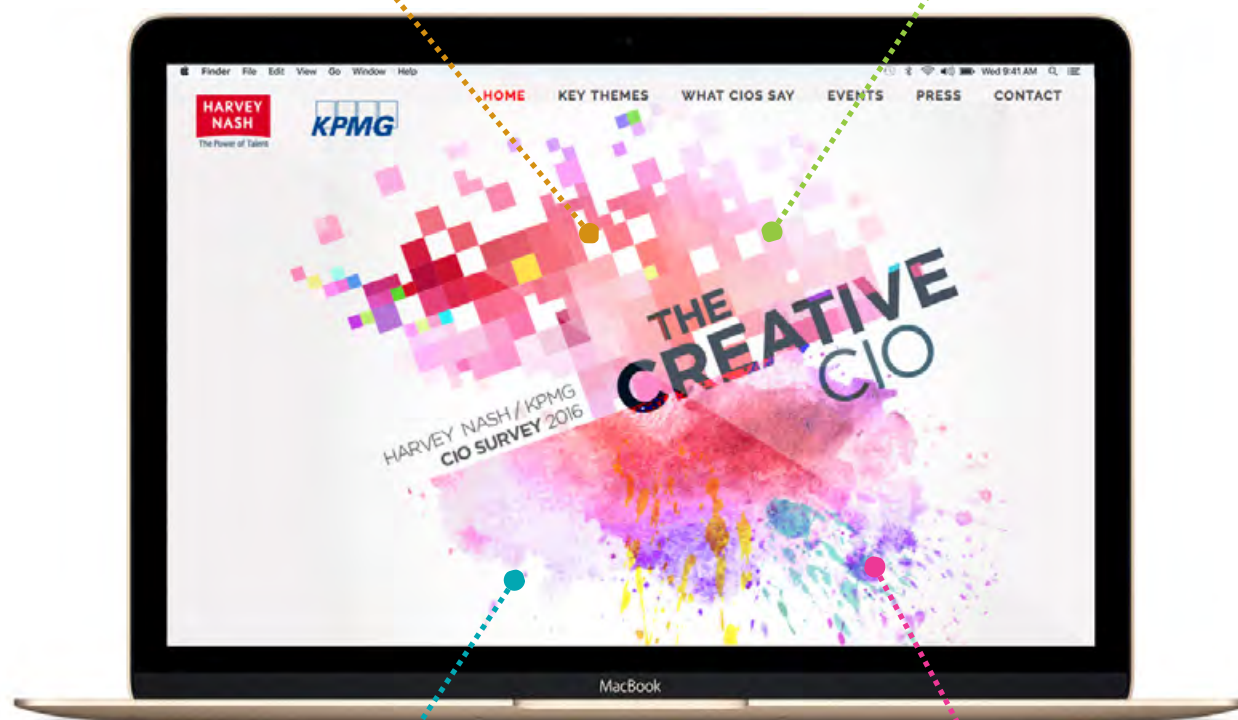 Finder File Edit View Go Window Help
Wed 9:41 AM
HARVEY
NASH
The Power of Talent
KPMG
HOME KEY THEMES WHAT CIOS SAY EVENTS PRESS CONTACT
THE
CREATIVE
CIO
HARVEY NASH / KPMG
CIO SURVEY 2016
MacBook